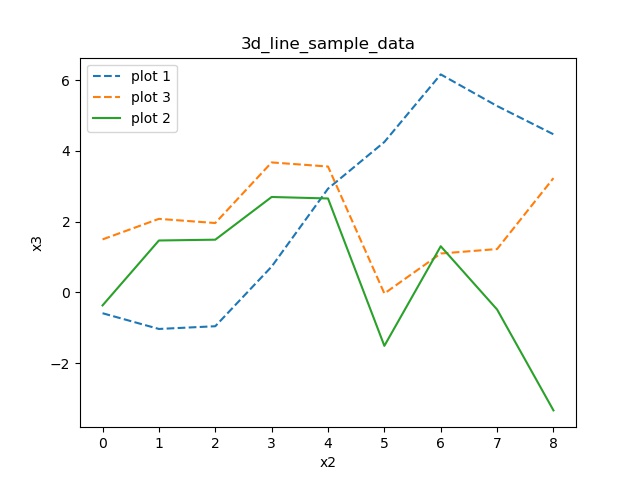 3d_line_sample_data
plot 1
plot 3
plot 2
6
4
2
0
−2
x3
0 1 2 3 4 5 6 7 8
x2